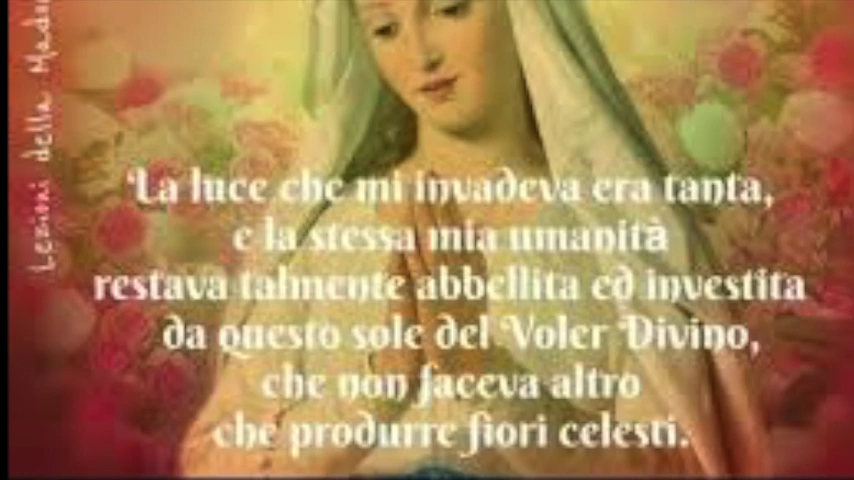 Lezioni della
“La luce che mi invadeva era tanta,
e la stessa mia umanità
restava talmente abbellita ed investita
da questo sole del Voler Divino,
che non faceva altro
che produrre fiori celesti.